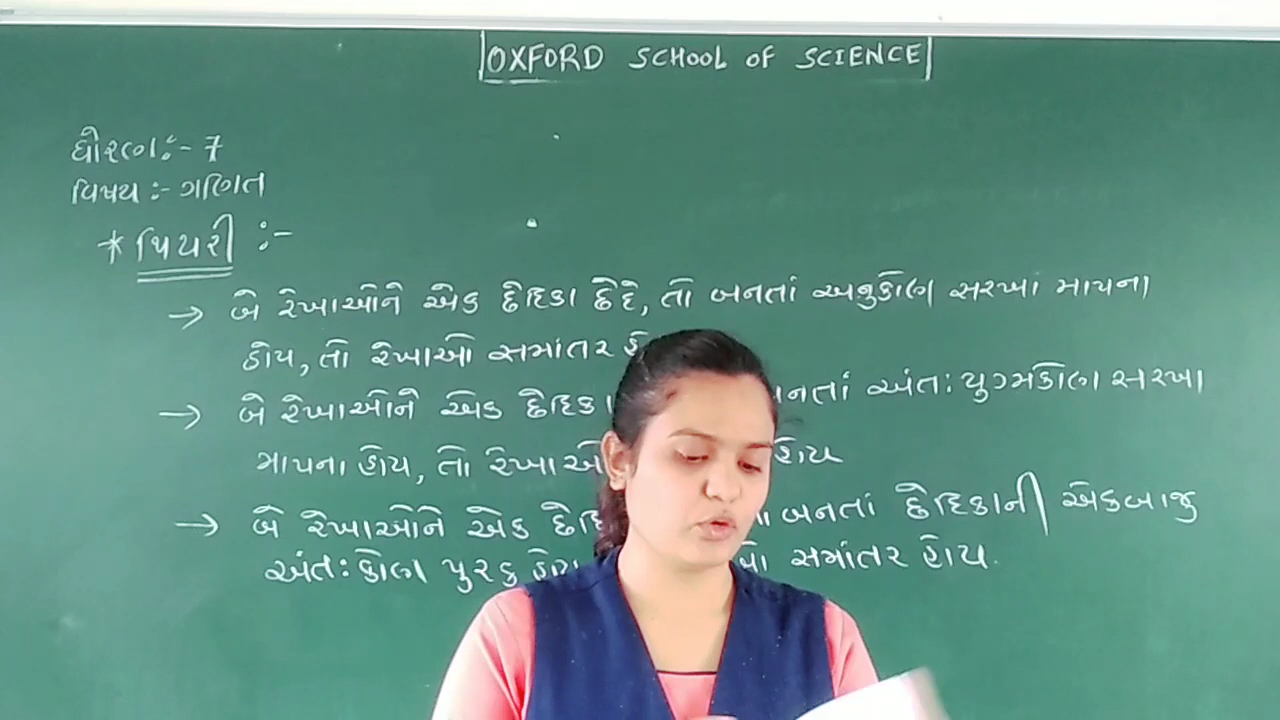 OXFORD SCHOOL OF SCIENCE
ધોરણ:- 7
વિષય :- ગણિત
* થિયરી :-
→ બે રેખાઓને એક છેદિકા છેદે, તો બનતાં અનુકોણ સરખા માપના
હોય, તો રેખાઓ સમાંતર
→ બે રેખાઓને એક છેદિકા બનતાં અંતઃયુગ્મકોણ સરખા
માપના હોય, તો હોય
→ બે રેખાઓને એક બનતાં છેદિકાની એકબાજુ
અંતઃકોણ પુરક હોય સમાંતર હોય.